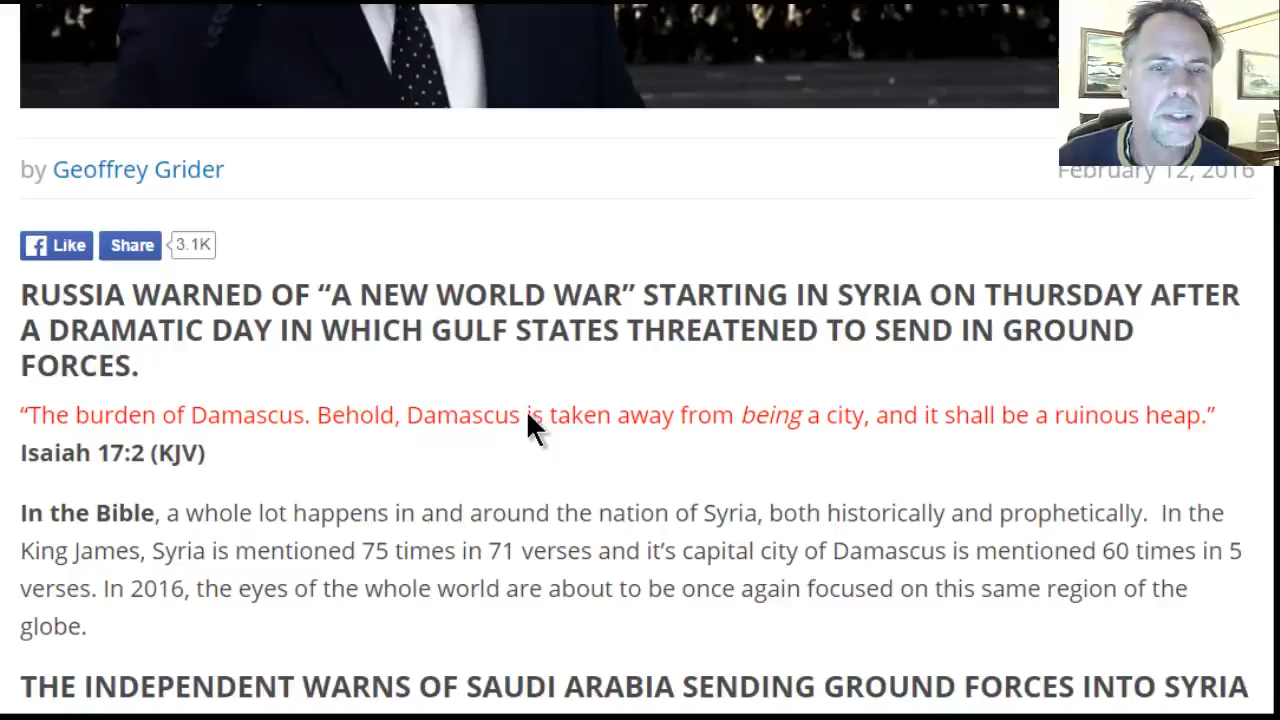 by Geoffrey Grider
February 12, 2016
Like Share 3.1K
RUSSIA WARNED OF “A NEW WORLD WAR” STARTING IN SYRIA ON THURSDAY AFTER
A DRAMATIC DAY IN WHICH GULF STATES THREATENED TO SEND IN GROUND
FORCES.
“The burden of Damascus. Behold, Damascus is taken away from being a city, and it shall be a ruinous heap.”
Isaiah 17:2 (KJV)
In the Bible, a whole lot happens in and around the nation of Syria, both historically and prophetically. In the
King James, Syria is mentioned 75 times in 71 verses and it’s capital city of Damascus is mentioned 60 times in 5
verses. In 2016, the eyes of the whole world are about to be once again focused on this same region of the
globe.
THE INDEPENDENT WARNS OF SAUDI ARABIA SENDING GROUND FORCES INTO SYRIA